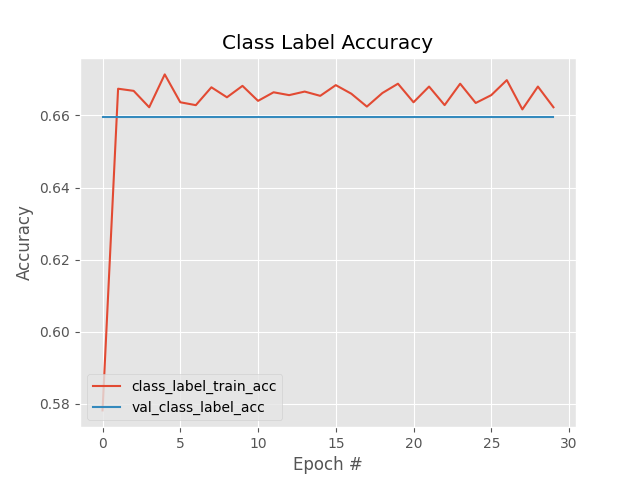 Class Label Accuracy
Accuracy
0.66
0.64
0.62
0.60
0.58
class_label_train_acc
val_class_label_acc
0 5 10 15 20 25 30
Epoch #